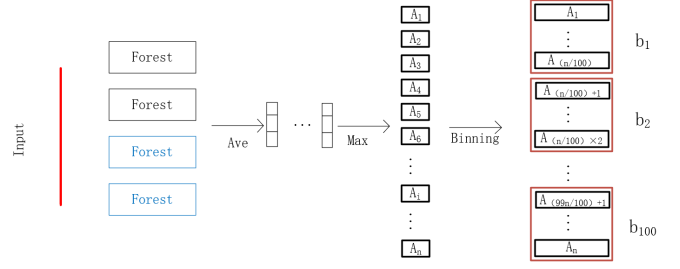 Input
Forest
Forest
Forest
Forest
Ave
...
Max
A1
A2
A3
A4
A5
A6
⋮
Ai
⋮
An
Binning
A1
⋮
A(n/100)
b1
A(n/100)+1
⋮
A(n/100)×2
b2
⋮
A(99n/100)+1
⋮
An
b100